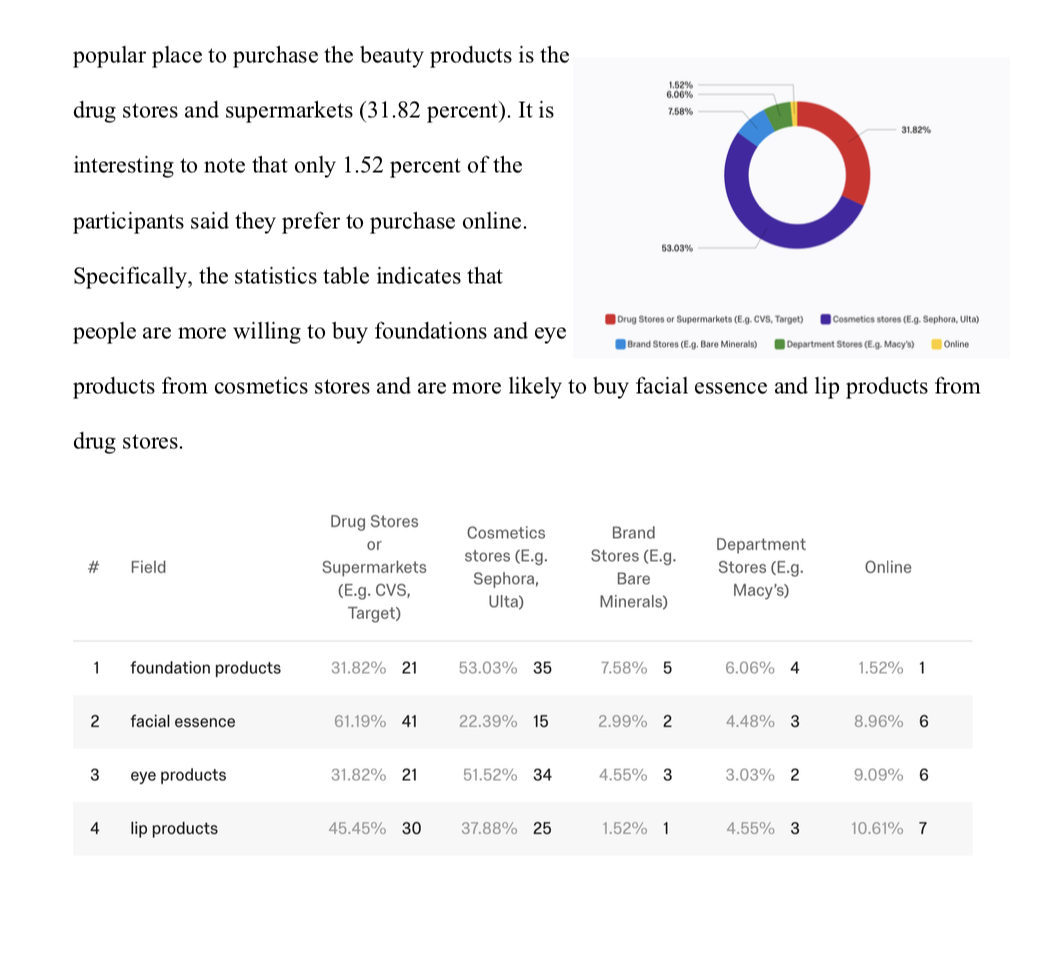 popular place to purchase the beauty products is the
drug stores and supermarkets (31.82 percent). It is
interesting to note that only 1.52 percent of the
participants said they prefer to purchase online.
Specifically, the statistics table indicates that
people are more willing to buy foundations and eye
products from cosmetics stores and are more likely to buy facial essence and lip products from
drug stores.
1.52%
6.06%
7.58%
31.82%
53.03%
Drug Stores or Supermarkets (E.g. CVS, Target) Cosmetics stores (E.g. Sephora, Ulta)
Brand Stores (E.g. Bare Minerals) Department Stores (E.g. Macy's) Online
# Field
Drug Stores
or
Supermarkets
(E.g. CVS,
Target)
Cosmetics
stores (E.g.
Sephora,
Ulta)
Brand
Stores (E.g.
Bare
Minerals)
Department
Stores (E.g.
Macy's)
Online
1 foundation products 31.82% 21 53.03% 35 7.58% 5 6.06% 4 1.52% 1
2 facial essence 61.19% 41 22.39% 15 2.99% 2 4.48% 3 8.96% 6
3 eye products 31.82% 21 51.52% 34 4.55% 3 3.03% 2 9.09% 6
4 lip products 45.45% 30 37.88% 25 1.52% 1 4.55% 3 10.61% 7